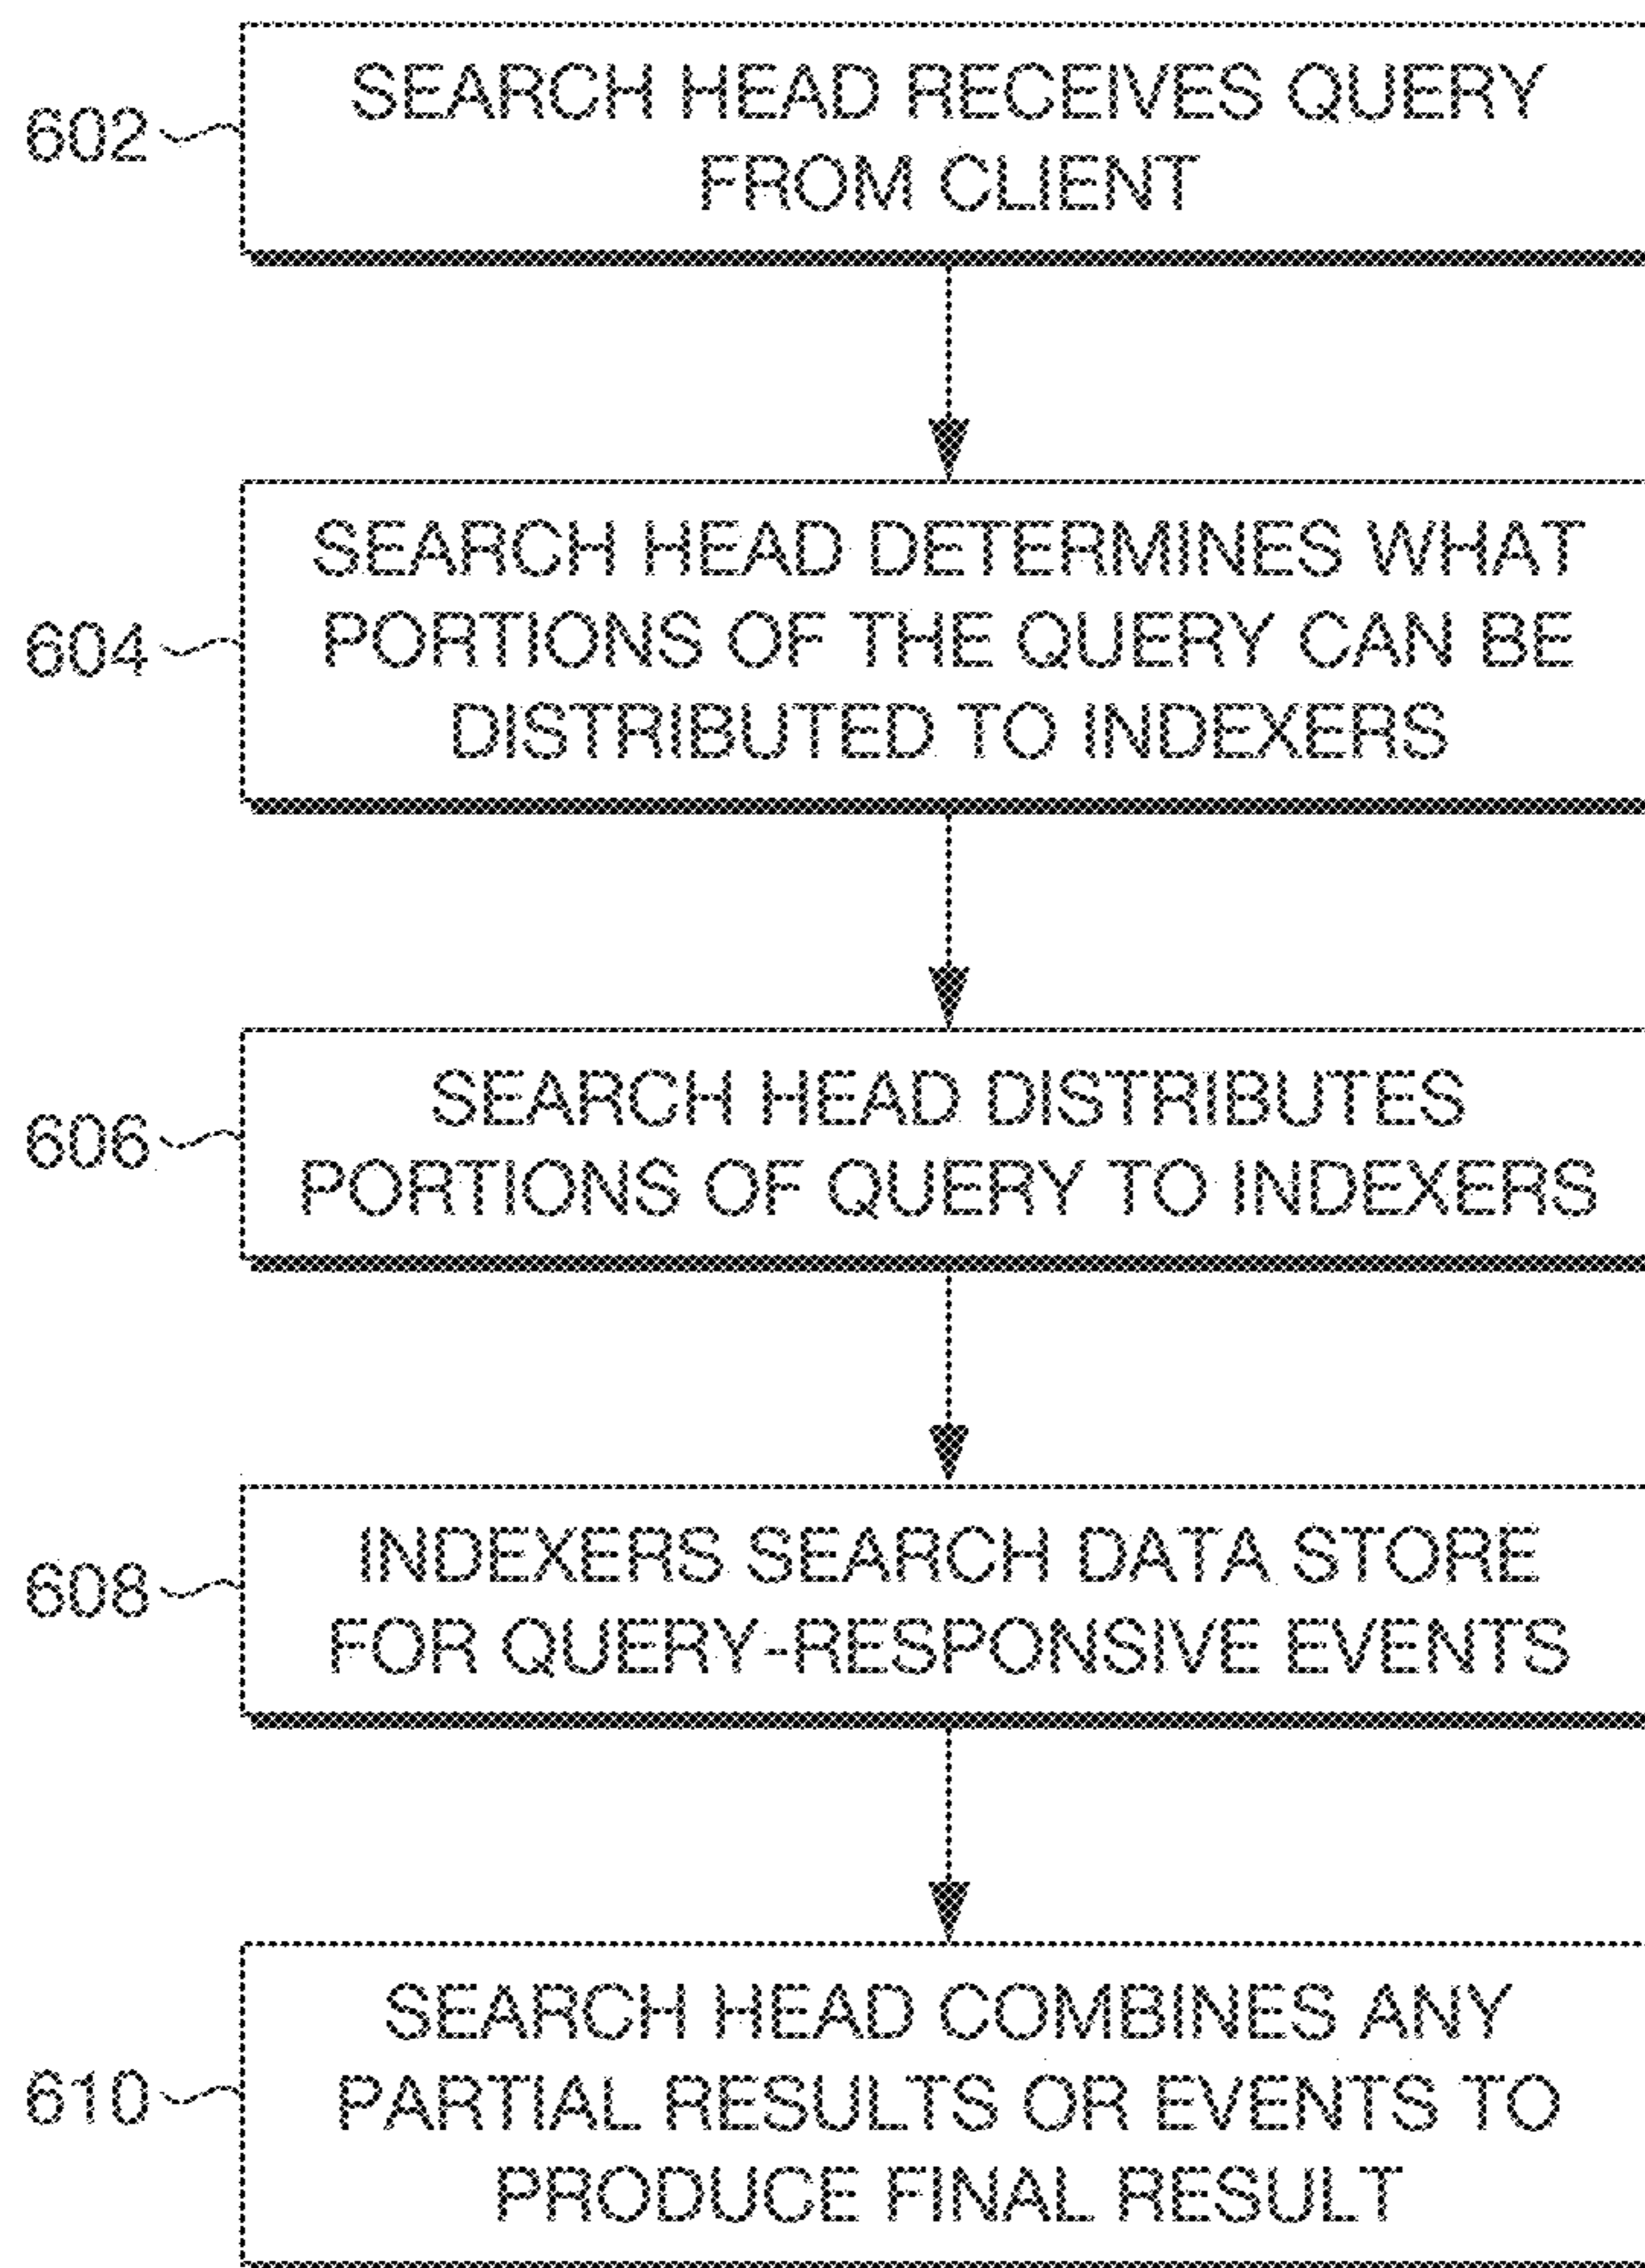 602
SEARCH HEAD RECEIVES QUERY
FROM CLIENT
604
SEARCH HEAD DETERMINES WHAT
PORTIONS OF THE QUERY CAN BE
DISTRIBUTED TO INDEXERS
606
SEARCH HEAD DISTRIBUTES
PORTIONS OF QUERY TO INDEXERS
608
INDEXERS SEARCH DATA STORE
FOR QUERY-RESPONSIVE EVENTS
610
SEARCH HEAD COMBINES ANY
PARTIAL RESULTS OR EVENTS TO
PRODUCE FINAL RESULT